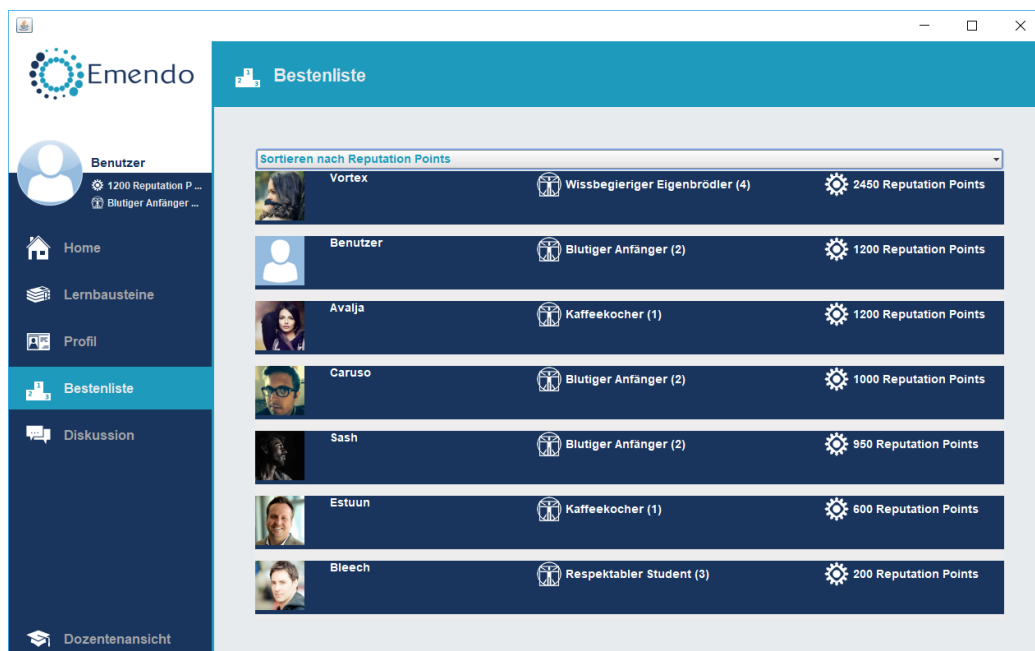 Emendo
Bestenliste
Benutzer
1200 Reputation P ...
Blutiger Anfänger ...
Home
Lernbausteine
Profil
Bestenliste
Diskussion
Dozentenansicht
Sortieren nach Reputation Points
Vortex Wissbegieriger Eigenbrödler (4) 2450 Reputation Points
Benutzer Blutiger Anfänger (2) 1200 Reputation Points
Avalja Kaffeekocher (1) 1200 Reputation Points
Caruso Blutiger Anfänger (2) 1000 Reputation Points
Sash Blutiger Anfänger (2) 950 Reputation Points
Estuun Kaffeekocher (1) 600 Reputation Points
Bleech Respektabler Student (3) 200 Reputation Points